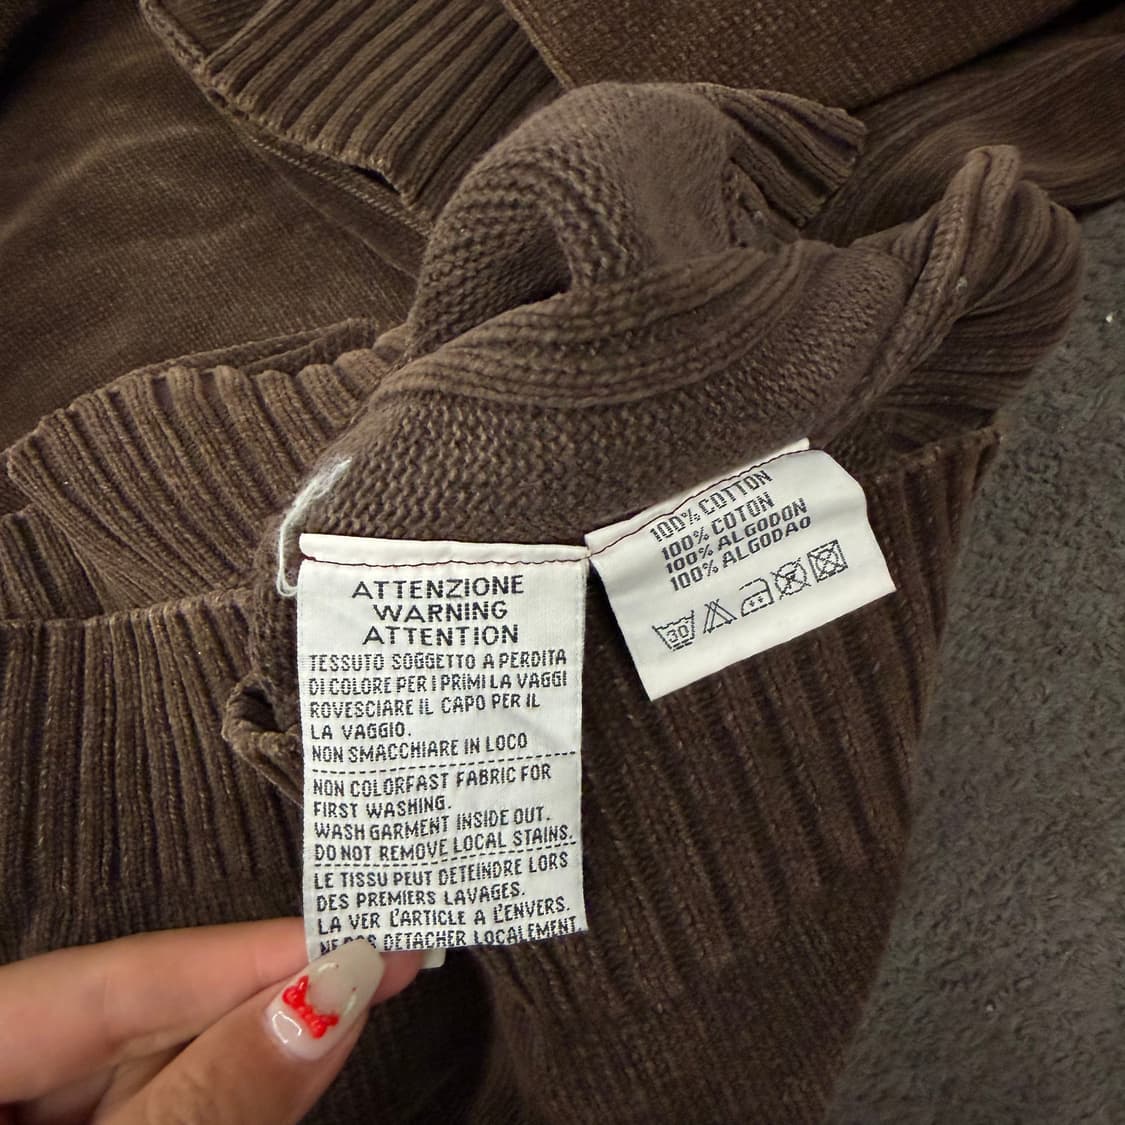 ATTENZIONE
WARNING
ATTENTION
TESSUTO SOGGETTO A PERDITA
DI COLORE PER I PRIMI LA VAGGI
ROVESCIARE IL CAPO PER IL
LA VAGGIO.
NON SMACCHIARE IN LOCO
NON COLORFAST FABRIC FOR
FIRST WASHING.
WASH GARMENT INSIDE OUT.
DO NOT REMOVE LOCAL STAINS.
LE TISSU PEUT DETEINDRE LORS
DES PREMIERS LAVAGES.
LA VER L'ARTICLE A L'ENVERS.
DETACHER LOCALEMENT.
100% COTTON
100% COTON
100% ALGODON
100% ALGODAO
30